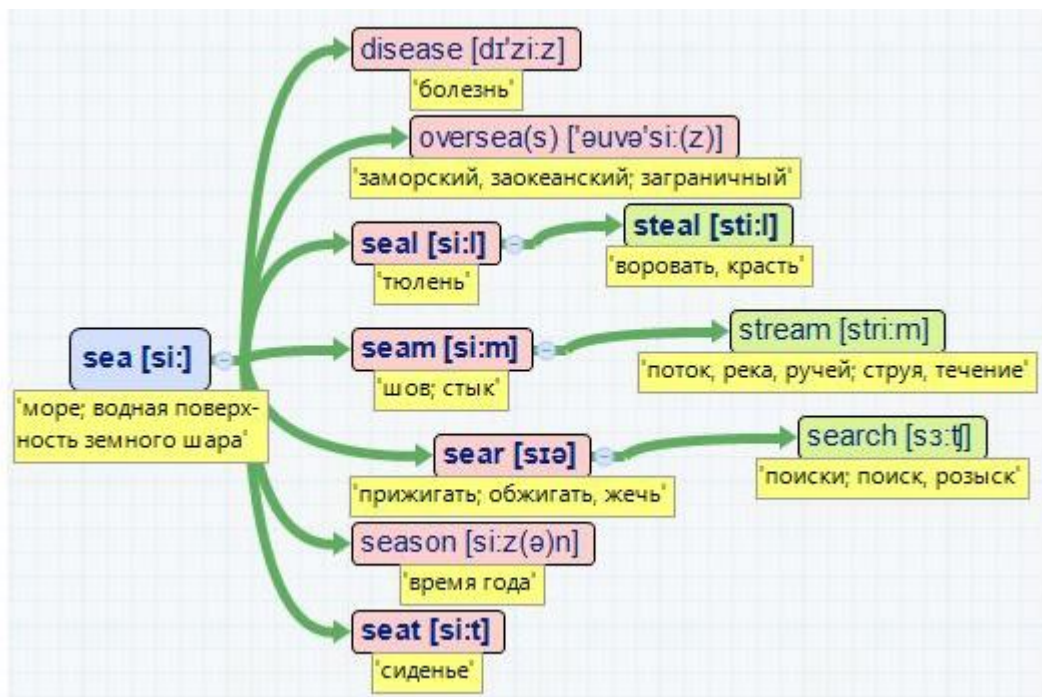 disease [dɪ'zi:z]
'болезнь'
oversea(s) ['əuvə'si:(z)]
'заморский, заокеанский; заграничный'
seal [si:l]
'тюлень'
steal [sti:l]
'воровать, красть'
sea [si:]
'море; водная поверх-
ность земного шара'
seam [si:m]
'шов; стык'
stream [stri:m]
'поток, река, ручей; струя, течение'
sear [sɪə]
'прижигать; обжигать, жечь'
search [sɜ:ʧ]
'поиски; поиск, розыск'
season [si:z(ə)n]
'время года'
seat [si:t]
'сиденье'